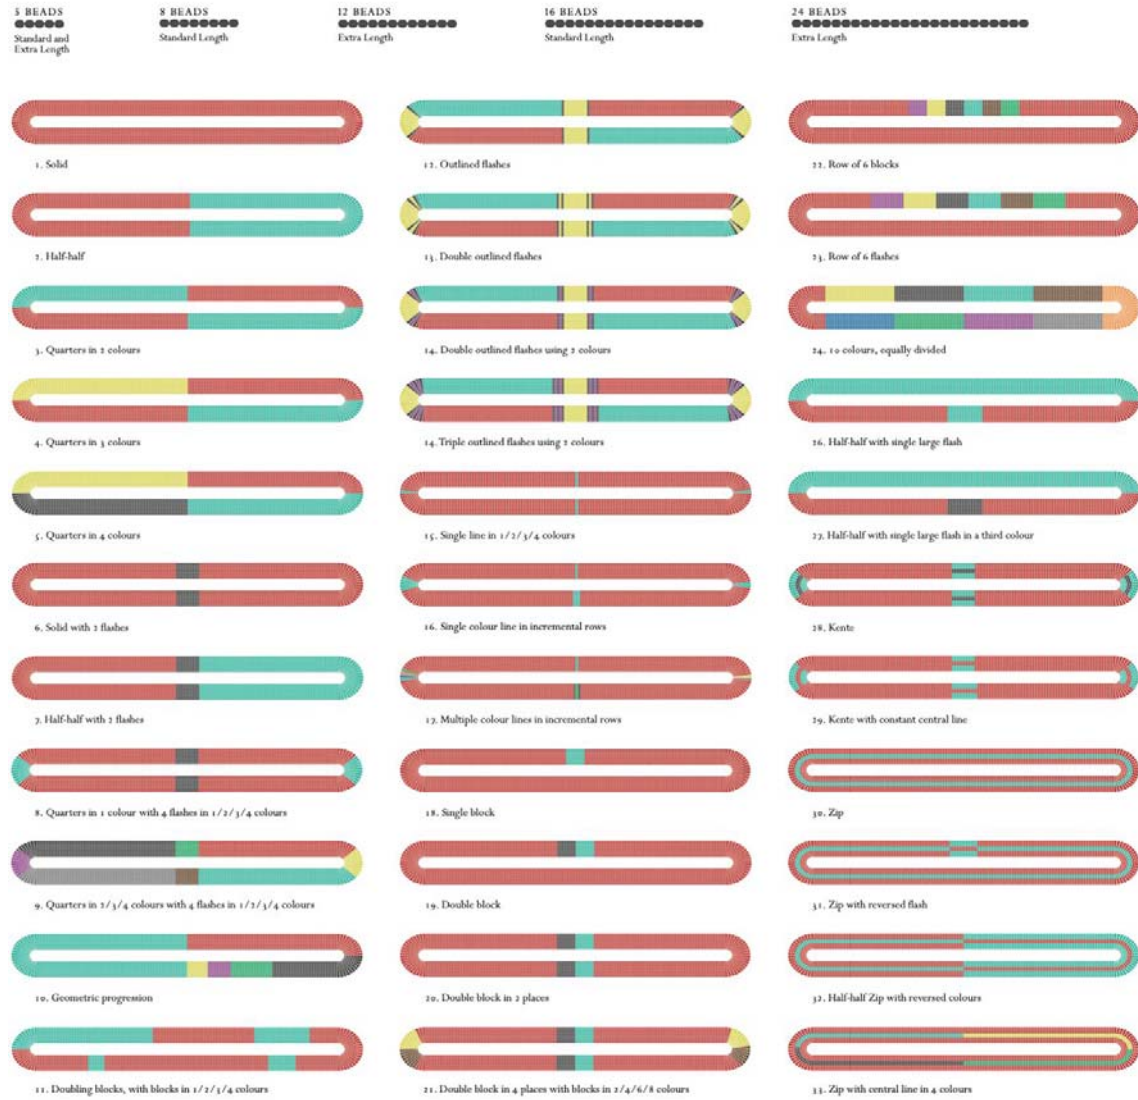 5 BEADS
Standard and
Extra Length
8 BEADS
Standard Length
12 BEADS
Extra Length
16 BEADS
Standard Length
24 BEADS
Extra Length
1. Solid
2. Half-half
3. Quarters in 2 colours
4. Quarters in 3 colours
5. Quarters in 4 colours
6. Solid with 2 flashes
7. Half-half with 2 flashes
8. Quarters in 1 colour with 4 flashes in 1/2/3/4 colours
9. Quarters in 2/3/4 colours with 4 flashes in 1/2/3/4 colours
10. Geometric progression
11. Doubling blocks, with blocks in 1/2/3/4 colours
12. Outlined flashes
13. Double outlined flashes
14. Double outlined flashes using 2 colours
14. Triple outlined flashes using 2 colours
15. Single line in 1/2/3/4 colours
16. Single colour line in incremental rows
17. Multiple colour lines in incremental rows
18. Single block
19. Double block
20. Double block in 2 places
21. Double block in 4 places with blocks in 2/4/6/8 colours
22. Row of 6 blocks
23. Row of 6 flashes
24. 10 colours, equally divided
26. Half-half with single large flash
27. Half-half with single large flash in a third colour
28. Kente
29. Kente with constant central line
30. Zip
31. Zip with reversed flash
32. Half-half Zip with reversed colours
33. Zip with central line in 4 colours